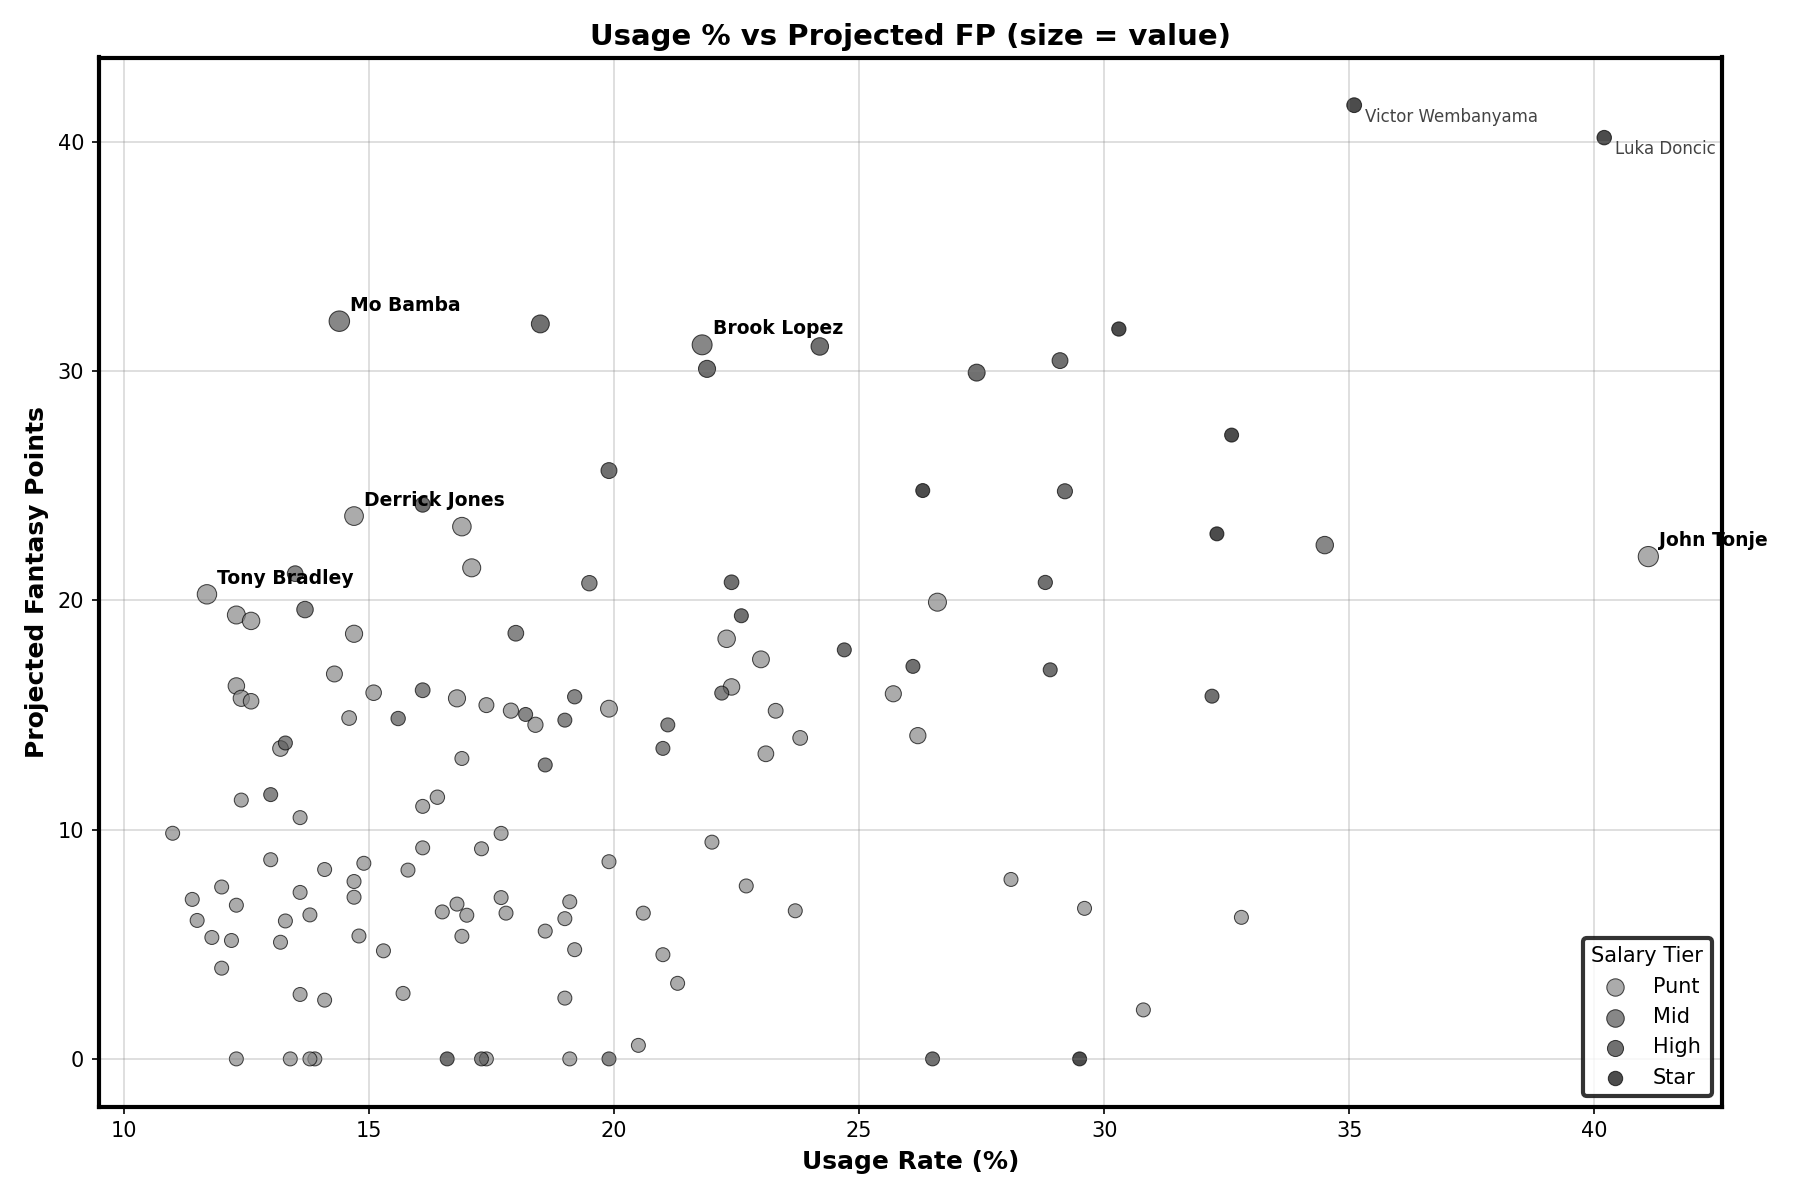 Usage % vs Projected FP (size = value)
Victor Wembanyama
Luka Doncic
Mo Bamba
Brook Lopez
Derrick Jones
John Tonje
Tony Bradley
Projected Fantasy Points
40
30
20
10
0
Salary Tier
Punt
Mid
High
Star
10 15 20 25 30 35 40
Usage Rate (%)